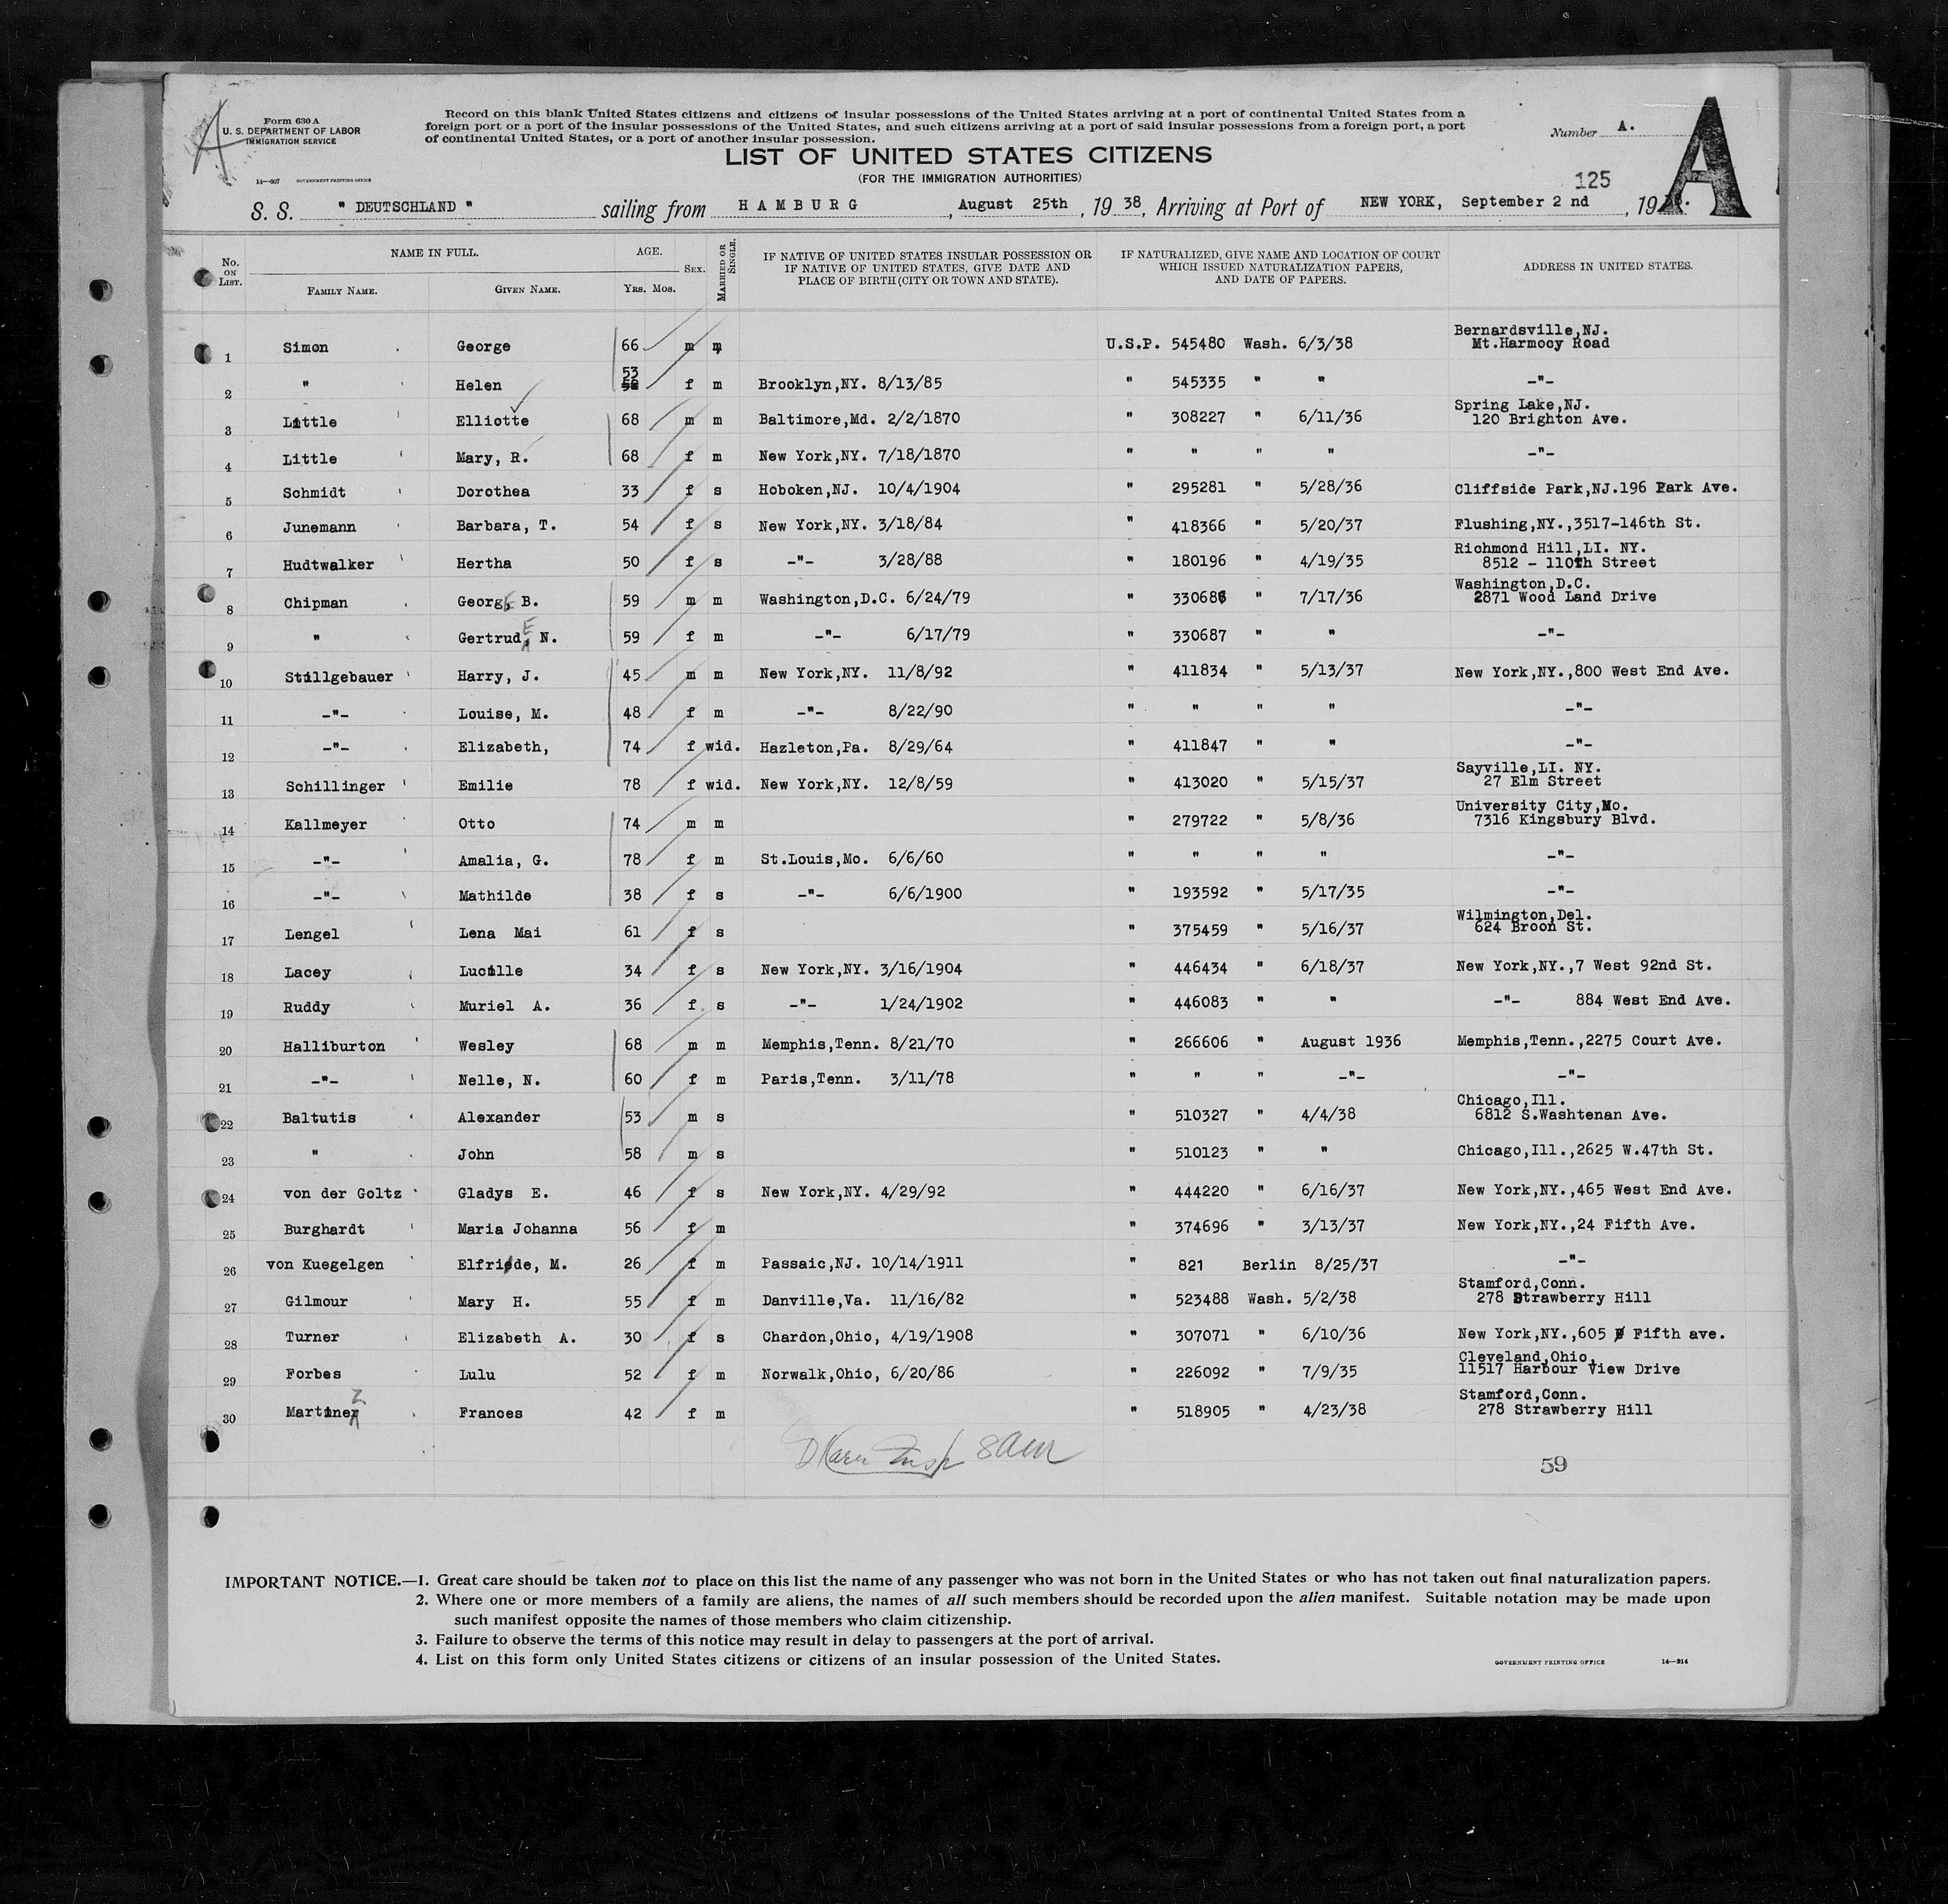 Form 630 A
U. S. DEPARTMENT OF LABOR
IMMIGRATION SERVICE
14—607 GOVERNMENT PRINTING OFFICE
Record on this blank United States citizens and citizens of insular possessions of the United States arriving at a port of continental United States from a
foreign port or a port of the insular possessions of the United States, and such citizens arriving at a port of said insular possessions from a foreign port, a port
of continental United States, or a port of another insular possession.
Number A.
A
LIST OF UNITED STATES CITIZENS
(FOR THE IMMIGRATION AUTHORITIES)
125
S. S. " DEUTSCHLAND " sailing from HAMBURG, August 25th, 19 38, Arriving at Port of NEW YORK, September 2 nd, 19
No. ON LIST. NAME IN FULL. FAMILY NAME. GIVEN NAME. AGE. YRS. MOS. SEX. MARRIED OR SINGLE. IF NATIVE OF UNITED STATES INSULAR POSSESSION OR IF NATIVE OF UNITED STATES, GIVE DATE AND PLACE OF BIRTH (CITY OR TOWN AND STATE). IF NATURALIZED, GIVE NAME AND LOCATION OF COURT WHICH ISSUED NATURALIZATION PAPERS, AND DATE OF PAPERS. ADDRESS IN UNITED STATES.
1 Simon George 66 m m U.S.P. 545480 Wash. 6/3/38 Bernardsville,NJ. Mt.Harmocy Road
2 " Helen 53 f m Brooklyn,NY. 8/13/85 " 545335 " " -"-
3 Little Elliotte 68 m m Baltimore,Md. 2/2/1870 " 308227 " 6/11/36 Spring Lake,NJ. 120 Brighton Ave.
4 Little Mary, R. 68 f m New York,NY. 7/18/1870 " " " " -"-
5 Schmidt Dorothea 33 f s Hoboken,NJ. 10/4/1904 " 295281 " 5/28/36 Cliffside Park,NJ.196 Park Ave.
6 Junemann Barbara, T. 54 f s New York,NY. 3/18/84 " 418366 " 5/20/37 Flushing,NY.,3517-146th St.
7 Hudtwalker Hertha 50 f s -"- 3/28/88 " 180196 " 4/19/35 Richmond Hill,LI. NY. 8512 - 110th Street
8 Chipman George B. 59 m m Washington,D.C. 6/24/79 " 330686 " 7/17/36 Washington,D.C. 2871 Wood Land Drive
9 " Gertrude, N. 59 f m -"- 6/17/79 " 330687 " " -"-
10 Stillgebauer Harry, J. 45 m m New York,NY. 11/8/92 " 411834 " 5/13/37 New York,NY.,800 West End Ave.
11 -"- Louise, M. 48 f m -"- 8/22/90 " " " " -"-
12 -"- Elizabeth, 74 f wid. Hazleton,Pa. 8/29/64 " 411847 " " -"-
13 Schillinger Emilie 78 f wid. New York,NY. 12/8/59 " 413020 " 5/15/37 Sayville,LI. NY. 27 Elm Street
14 Kallmeyer Otto 74 m m " 279722 " 5/8/36 University City,Mo. 7316 Kingsbury Blvd.
15 -"- Amalia, G. 78 f m St.Louis,Mo. 6/6/60 " " " " -"-
16 -"- Mathilde 38 f s -"- 6/6/1900 " 193592 " 5/17/35 -"-
17 Lengel Lena Mai 61 f s " 375459 " 5/16/37 Wilmington,Del. 624 Broon St.
18 Lacey Lucille 34 f s New York,NY. 3/16/1904 " 446434 " 6/18/37 New York,NY.,7 West 92nd St.
19 Ruddy Muriel A. 36 f. s -"- 1/24/1902 " 446083 " " -"- 884 West End Ave.
20 Halliburton Wesley 68 m m Memphis,Tenn. 8/21/70 " 266606 " August 1936 Memphis,Tenn.,2275 Court Ave.
21 -"- Nelle, N. 60 f m Paris,Tenn. 3/11/78 " " " -"- -"-
22 Baltutis Alexander 53 m s " 510327 " 4/4/38 Chicago,Ill. 6812 S.Washtenan Ave.
23 " John 58 m s " 510123 " " Chicago,Ill.,2625 W.47th St.
24 von der Goltz Gladys E. 46 f s New York,NY. 4/29/92 " 444220 " 6/16/37 New York,NY.,465 West End Ave.
25 Burghardt Maria Johanna 56 f m " 374696 " 3/13/37 New York,NY.,24 Fifth Ave.
26 von Kuegelgen Elfriede, M. 26 f m Passaic,NJ. 10/14/1911 " 821 Berlin 8/25/37 -"-
27 Gilmour Mary H. 55 f m Danville,Va. 11/16/82 " 523488 Wash. 5/2/38 Stamford,Conn. 278 Strawberry Hill
28 Turner Elizabeth A. 30 f s Chardon,Ohio, 4/19/1908 " 307071 " 6/10/36 New York,NY.,605 Fifth ave.
29 Forbes Lulu 52 f m Norwalk,Ohio, 6/20/86 " 226092 " 7/9/35 Cleveland,Ohio, 11517 Harbour View Drive
30 Martinez Frances 42 f m " 518905 " 4/23/38 Stamford,Conn. 278 Strawberry Hill
59
IMPORTANT NOTICE.—1. Great care should be taken not to place on this list the name of any passenger who was not born in the United States or who has not taken out final naturalization papers.
2. Where one or more members of a family are aliens, the names of all such members should be recorded upon the alien manifest. Suitable notation may be made upon
such manifest opposite the names of those members who claim citizenship.
3. Failure to observe the terms of this notice may result in delay to passengers at the port of arrival.
4. List on this form only United States citizens or citizens of an insular possession of the United States.
GOVERNMENT PRINTING OFFICE 14—914